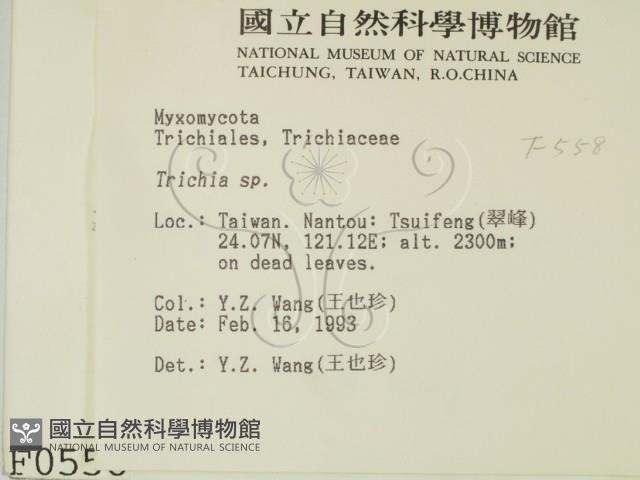 國立自然科學博物館
NATIONAL MUSEUM OF NATURAL SCIENCE
TAICHUNG, TAIWAN, R.O.CHINA
Myxomycota
Trichiales, Trichiaceae
F-558
Trichia sp.
Loc.: Taiwan. Nantou: Tsuifeng(翠峰)
24.07N, 121.12E; alt. 2300m;
on dead leaves.
Col.: Y.Z. Wang(王也珍)
Date: Feb. 16, 1993
Det.: Y.Z. Wang(王也珍)
國立自然科學博物館
NATIONAL MUSEUM OF NATURAL SCIENCE